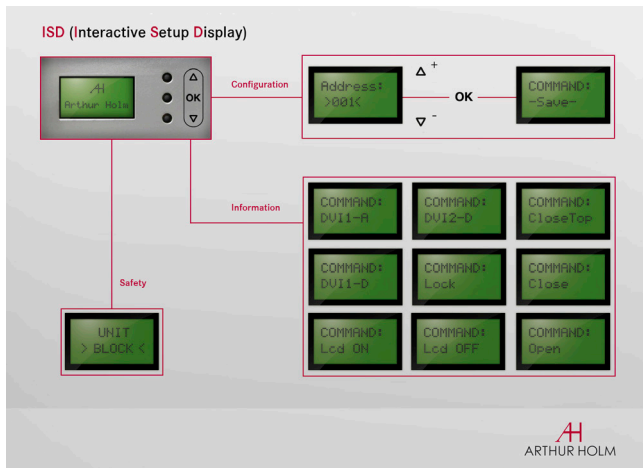 ISD (Interactive Setup Display)
AH
Arthur Holm
OK
Configuration
Address:
>001<
+
OK
-
COMMAND:
-Save-
Information
COMMAND:
DVI1-A
COMMAND:
DVI2-D
COMMAND:
CloseTop
COMMAND:
DVI1-D
COMMAND:
Lock
COMMAND:
Close
COMMAND:
Lcd ON
COMMAND:
Lcd OFF
COMMAND:
Open
Safety
UNIT
> BLOCK <
AH
ARTHUR HOLM